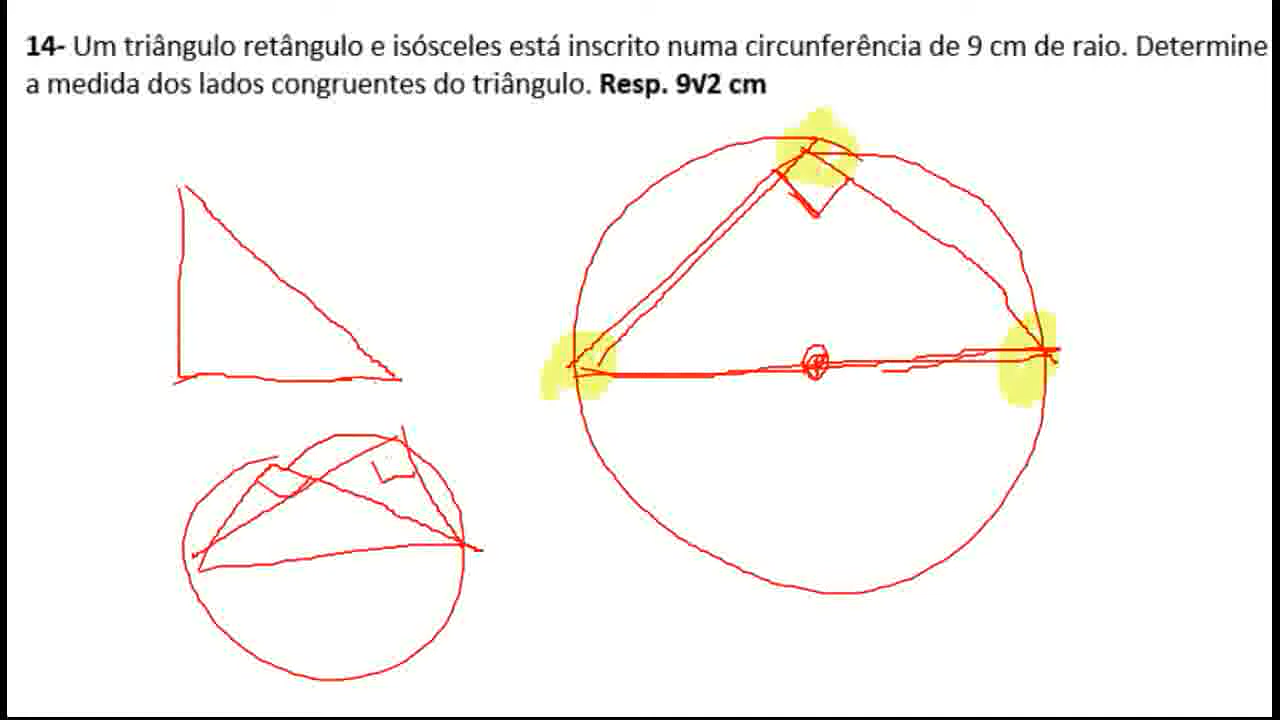 14- Um triângulo retângulo e isósceles está inscrito numa circunferência de 9 cm de raio. Determine
a medida dos lados congruentes do triângulo. Resp. 9√2 cm